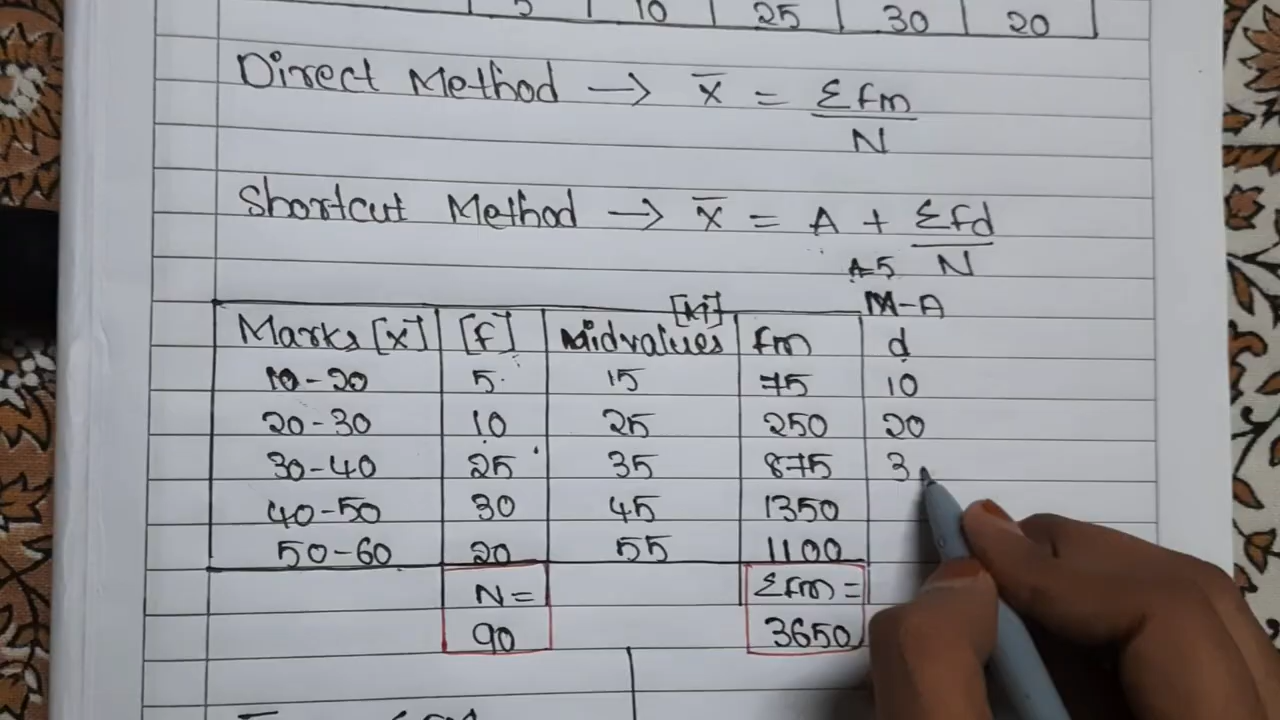 5 10 25 30 20
Direct Method → x̅ = Σfm
N
Shortcut Method → x̅ = A + Σfd
A=5 N
[M] M-A
Marks [x] [f] Midvalues fm d
10-20 5 15 75 10
20-30 10 25 250 20
30-40 25 35 875 3
40-50 30 45 1350
50-60 20 55 1100
N= Σfm=
90 3650